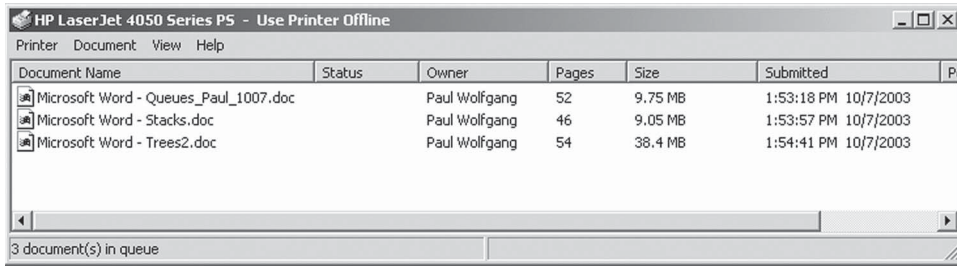 HP LaserJet 4050 Series PS - Use Printer Offline
Printer Document View Help
Document Name Status Owner Pages Size Submitted P
Microsoft Word - Queues_Paul_1007.doc Paul Wolfgang 52 9.75 MB 1:53:18 PM 10/7/2003
Microsoft Word - Stacks.doc Paul Wolfgang 46 9.05 MB 1:53:57 PM 10/7/2003
Microsoft Word - Trees2.doc Paul Wolfgang 54 38.4 MB 1:54:41 PM 10/7/2003
3 document(s) in queue